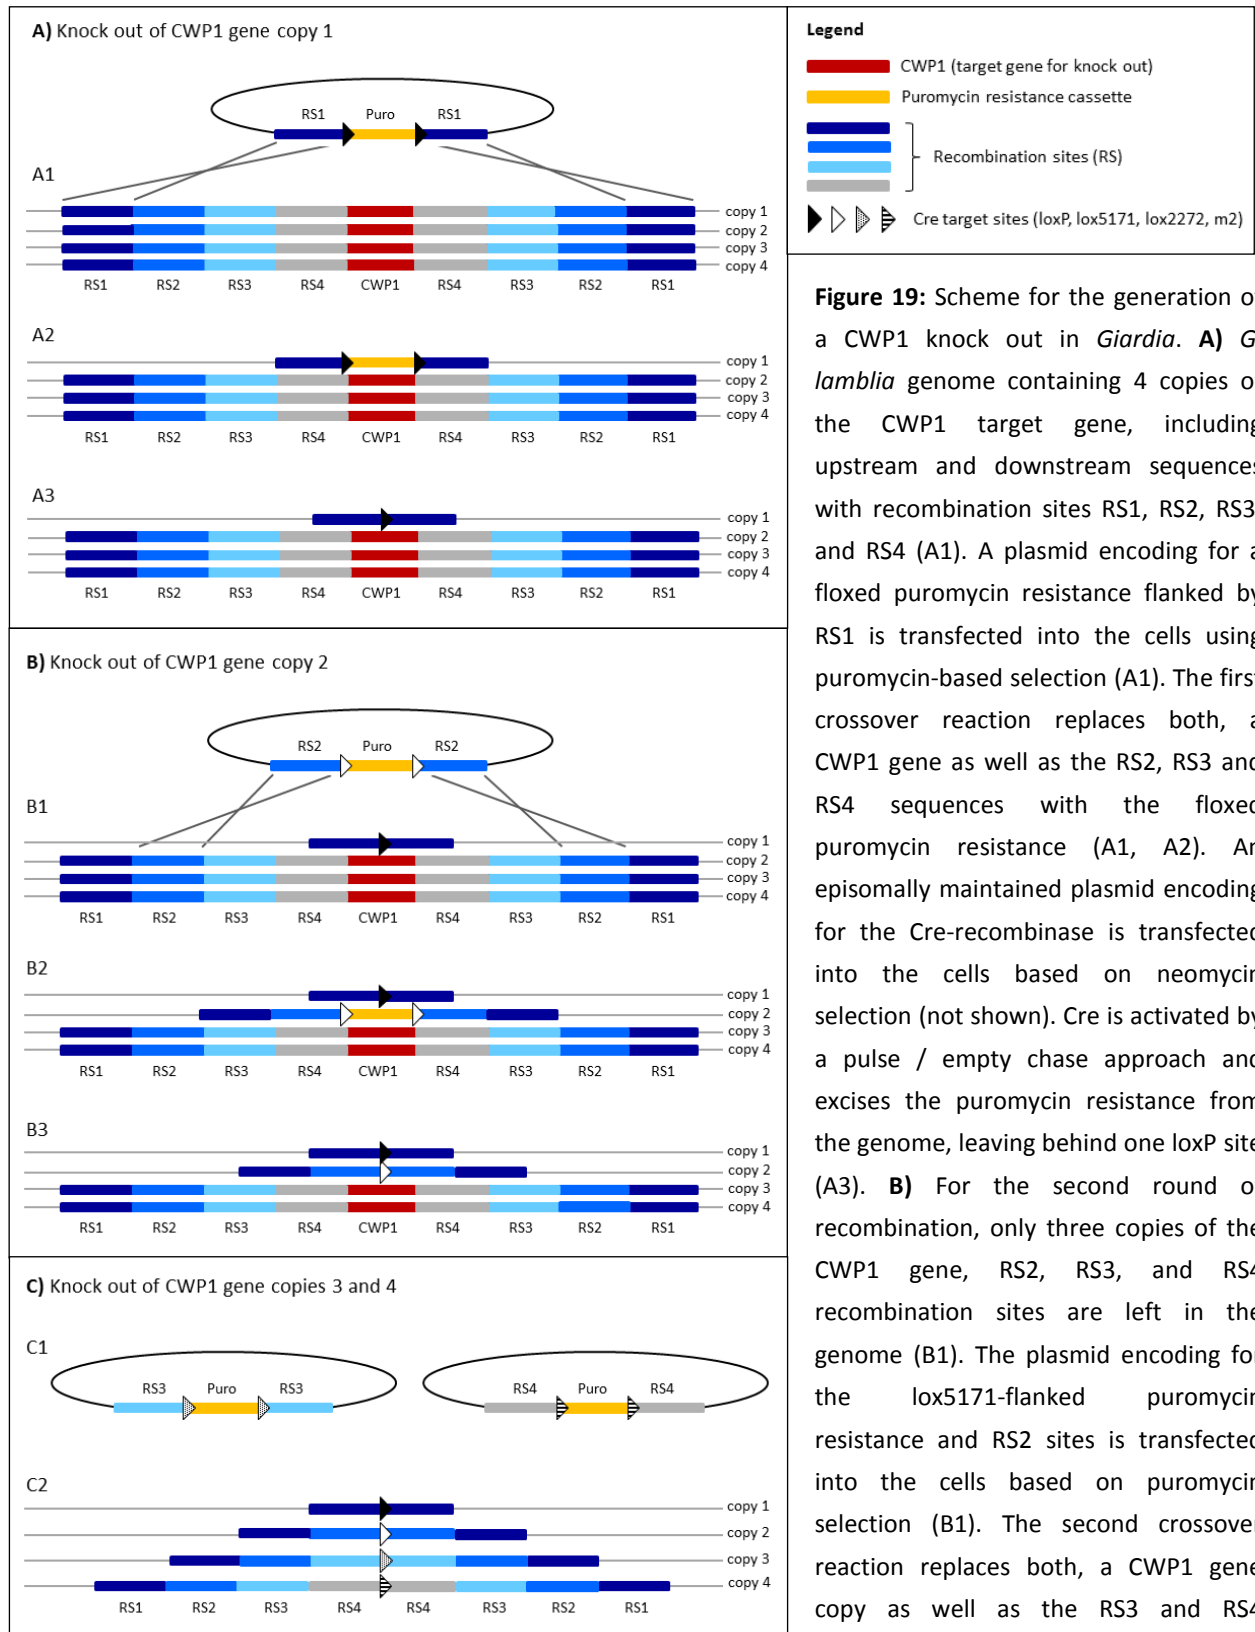 A) Knock out of CWP1 gene copy 1
RS1 Puro RS1
A1
copy 1
copy 2
copy 3
copy 4
RS1 RS2 RS3 RS4 CWP1 RS4 RS3 RS2 RS1
A2
copy 1
copy 2
copy 3
copy 4
RS1 RS2 RS3 RS4 CWP1 RS4 RS3 RS2 RS1
A3
copy 1
copy 2
copy 3
copy 4
RS1 RS2 RS3 RS4 CWP1 RS4 RS3 RS2 RS1
B) Knock out of CWP1 gene copy 2
RS2 Puro RS2
B1
copy 1
copy 2
copy 3
copy 4
RS1 RS2 RS3 RS4 CWP1 RS4 RS3 RS2 RS1
B2
copy 1
copy 2
copy 3
copy 4
RS1 RS2 RS3 RS4 CWP1 RS4 RS3 RS2 RS1
B3
copy 1
copy 2
copy 3
copy 4
RS1 RS2 RS3 RS4 CWP1 RS4 RS3 RS2 RS1
C) Knock out of CWP1 gene copies 3 and 4
C1
RS3 Puro RS3
RS4 Puro RS4
C2
copy 1
copy 2
copy 3
copy 4
RS1 RS2 RS3 RS4 RS4 RS3 RS2 RS1
Legend
CWP1 (target gene for knock out)
Puromycin resistance cassette
Recombination sites (RS)
Cre target sites (loxP, lox5171, lox2272, m2)
Figure 19: Scheme for the generation o
a CWP1 knock out in Giardia. A) G
lamblia genome containing 4 copies o
the CWP1 target gene, including
upstream and downstream sequences
with recombination sites RS1, RS2, RS3
and RS4 (A1). A plasmid encoding for a
floxed puromycin resistance flanked by
RS1 is transfected into the cells using
puromycin-based selection (A1). The first
crossover reaction replaces both, a
CWP1 gene as well as the RS2, RS3 and
RS4 sequences with the floxed
puromycin resistance (A1, A2). An
episomally maintained plasmid encoding
for the Cre-recombinase is transfected
into the cells based on neomycin
selection (not shown). Cre is activated by
a pulse / empty chase approach and
excises the puromycin resistance from
the genome, leaving behind one loxP site
(A3). B) For the second round o
recombination, only three copies of the
CWP1 gene, RS2, RS3, and RS4
recombination sites are left in the
genome (B1). The plasmid encoding for
the lox5171-flanked puromycin
resistance and RS2 sites is transfected
into the cells based on puromycin
selection (B1). The second crossover
reaction replaces both, a CWP1 gene
copy as well as the RS3 and RS4